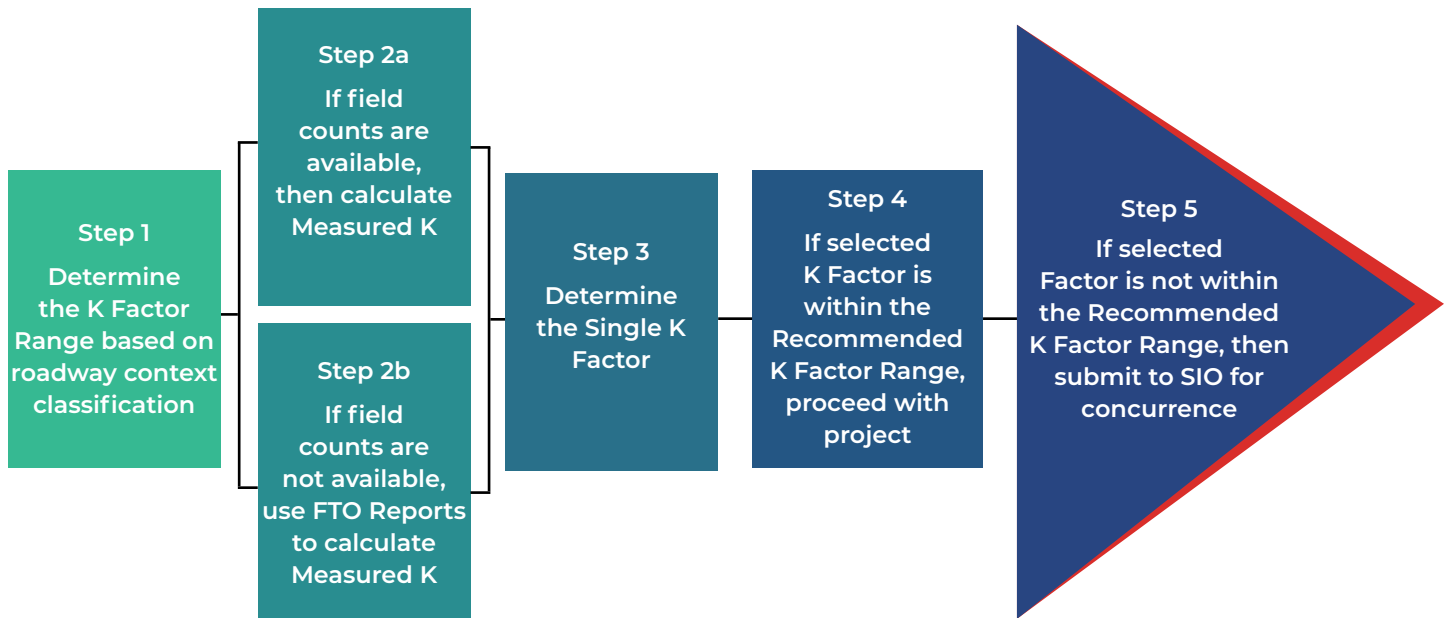 Step 1
Determine
the K Factor
Range based on
roadway context
classification
Step 2a
If field
counts are
available,
then calculate
Measured K
Step 2b
If field
counts are
not available,
use FTO Reports
to calculate
Measured K
Step 3
Determine
the Single K
Factor
Step 4
If selected
K Factor is
within the
Recommended
K Factor Range,
proceed with
project
Step 5
If selected
Factor is not within
the Recommended
K Factor Range, then
submit to SIO for
concurrence